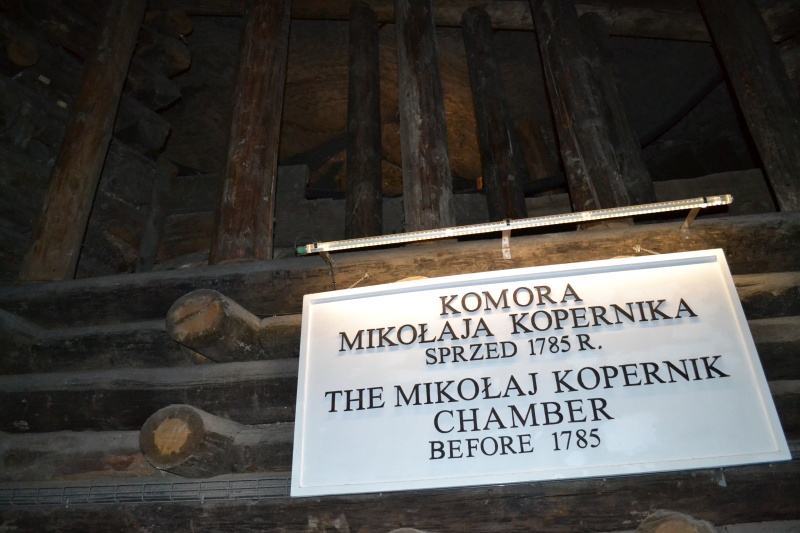 KOMORA
MIKOŁAJA KOPERNIKA
SPRZED 1785 R.
THE MIKOŁAJ KOPERNIK
CHAMBER
BEFORE 1785